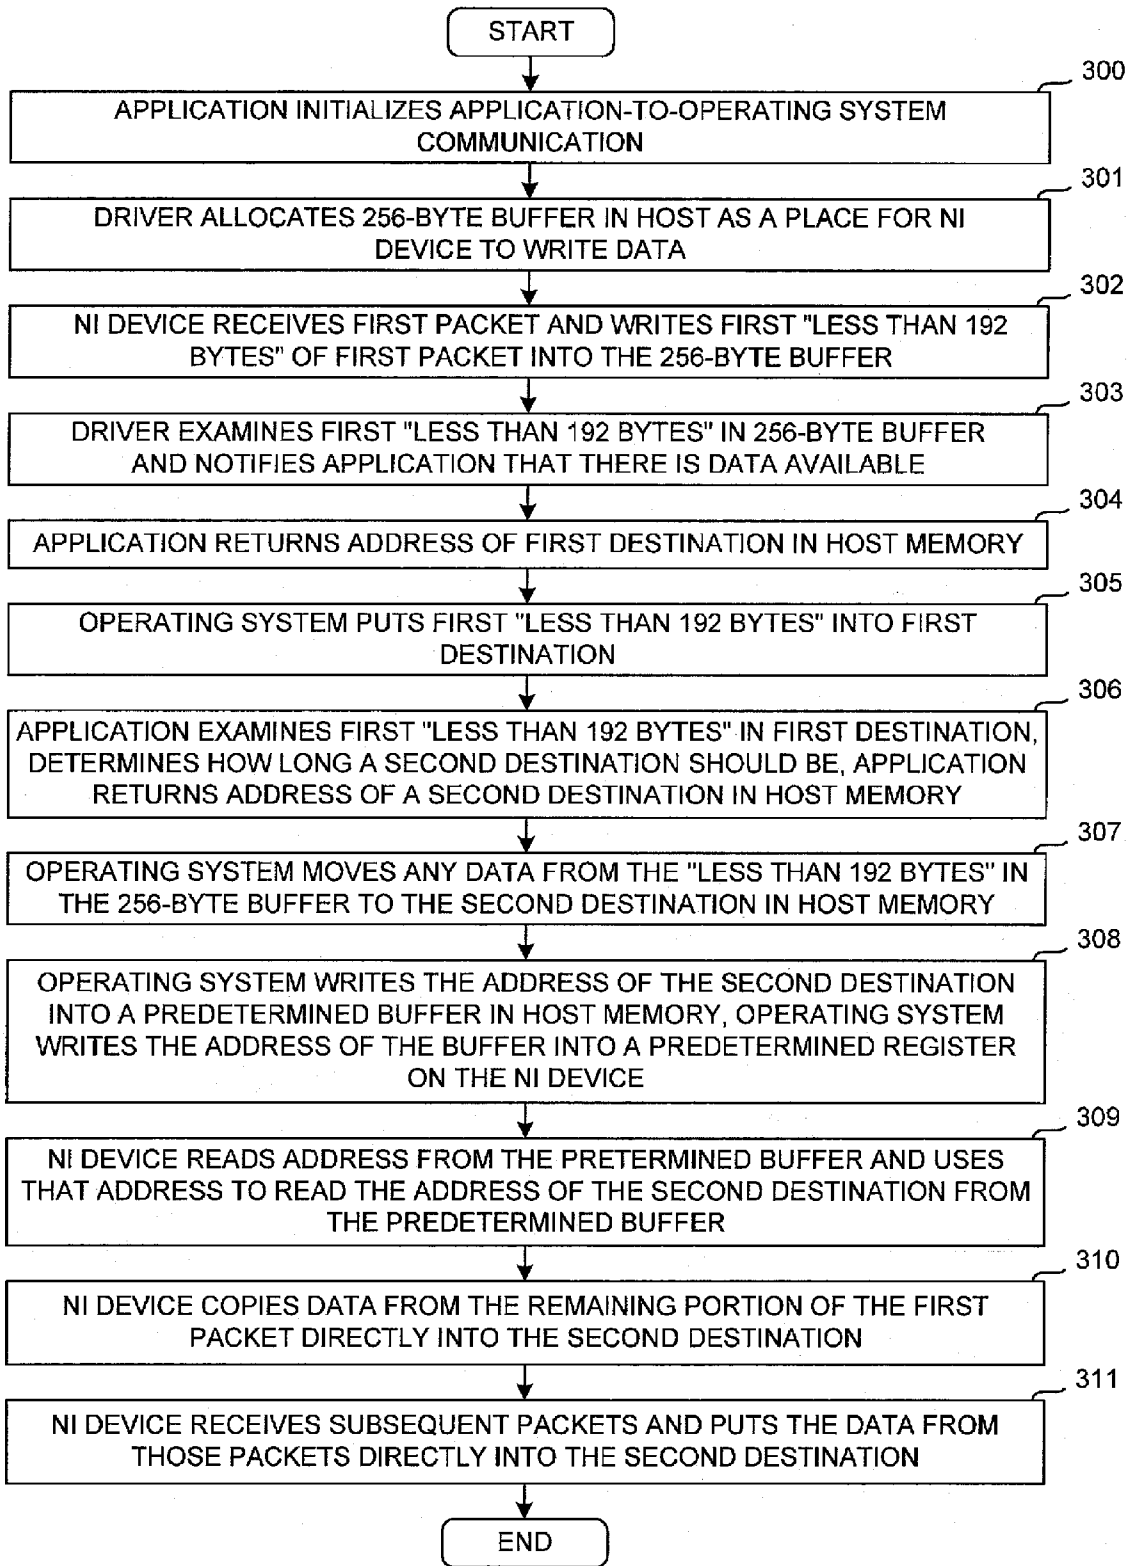 START
300
APPLICATION INITIALIZES APPLICATION-TO-OPERATING SYSTEM
COMMUNICATION
301
DRIVER ALLOCATES 256-BYTE BUFFER IN HOST AS A PLACE FOR NI
DEVICE TO WRITE DATA
302
NI DEVICE RECEIVES FIRST PACKET AND WRITES FIRST "LESS THAN 192
BYTES" OF FIRST PACKET INTO THE 256-BYTE BUFFER
303
DRIVER EXAMINES FIRST "LESS THAN 192 BYTES" IN 256-BYTE BUFFER
AND NOTIFIES APPLICATION THAT THERE IS DATA AVAILABLE
304
APPLICATION RETURNS ADDRESS OF FIRST DESTINATION IN HOST MEMORY
305
OPERATING SYSTEM PUTS FIRST "LESS THAN 192 BYTES" INTO FIRST
DESTINATION
306
APPLICATION EXAMINES FIRST "LESS THAN 192 BYTES" IN FIRST DESTINATION,
DETERMINES HOW LONG A SECOND DESTINATION SHOULD BE, APPLICATION
RETURNS ADDRESS OF A SECOND DESTINATION IN HOST MEMORY
307
OPERATING SYSTEM MOVES ANY DATA FROM THE "LESS THAN 192 BYTES" IN
THE 256-BYTE BUFFER TO THE SECOND DESTINATION IN HOST MEMORY
308
OPERATING SYSTEM WRITES THE ADDRESS OF THE SECOND DESTINATION
INTO A PREDETERMINED BUFFER IN HOST MEMORY, OPERATING SYSTEM
WRITES THE ADDRESS OF THE BUFFER INTO A PREDETERMINED REGISTER
ON THE NI DEVICE
309
NI DEVICE READS ADDRESS FROM THE PRETERMINED BUFFER AND USES
THAT ADDRESS TO READ THE ADDRESS OF THE SECOND DESTINATION FROM
THE PREDETERMINED BUFFER
310
NI DEVICE COPIES DATA FROM THE REMAINING PORTION OF THE FIRST
PACKET DIRECTLY INTO THE SECOND DESTINATION
311
NI DEVICE RECEIVES SUBSEQUENT PACKETS AND PUTS THE DATA FROM
THOSE PACKETS DIRECTLY INTO THE SECOND DESTINATION
END